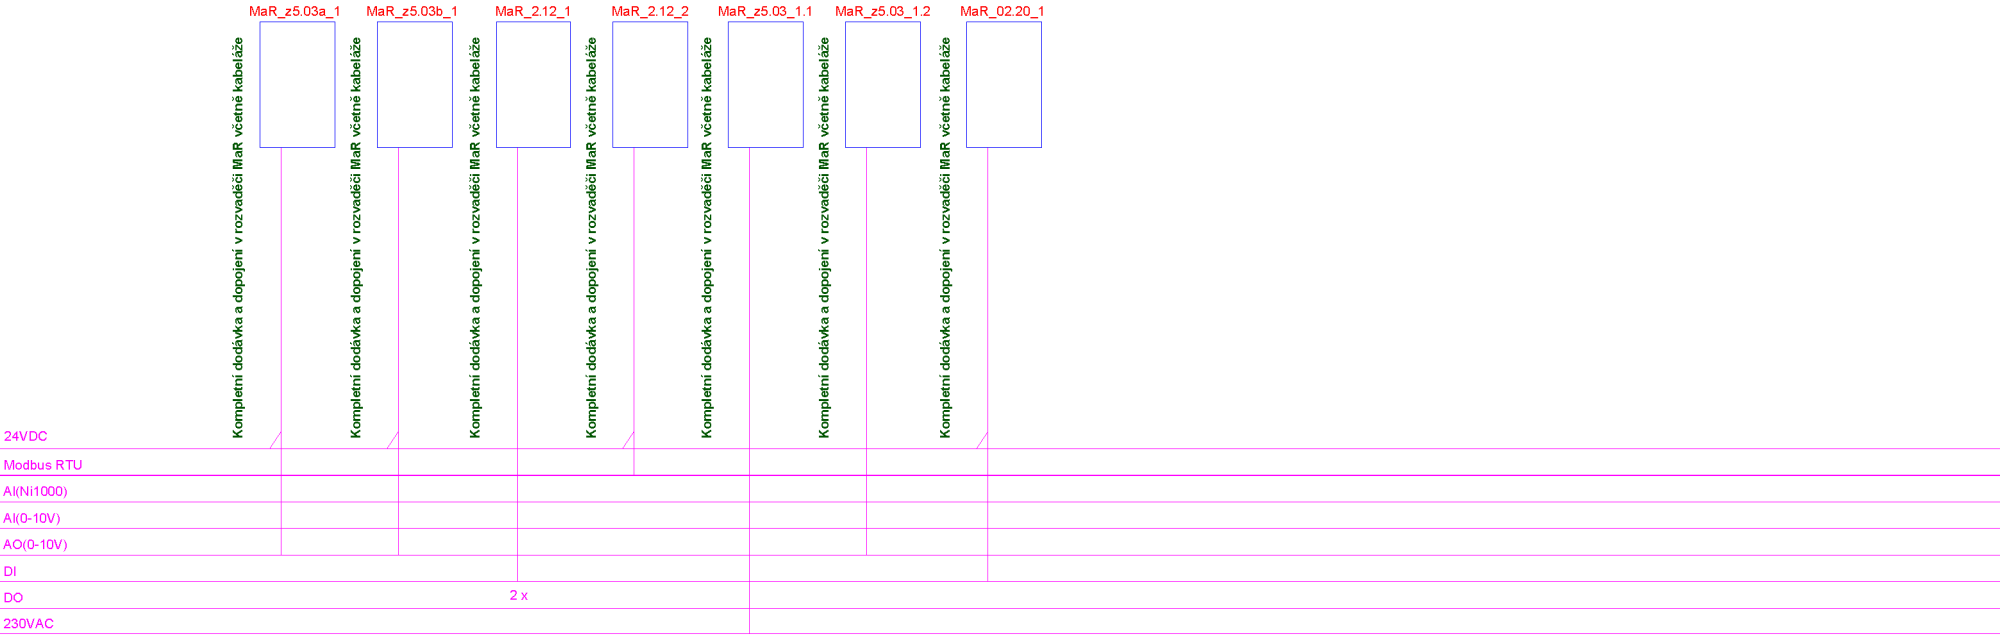 MaR_z5.03a_1
MaR_z5.03b_1
MaR_2.12_1
MaR_2.12_2
MaR_z5.03_1.1
MaR_z5.03_1.2
MaR_02.20_1
Kompletní dodávka a dopojení v rozvaděči MaR včetně kabeláže
Kompletní dodávka a dopojení v rozvaděči MaR včetně kabeláže
Kompletní dodávka a dopojení v rozvaděči MaR včetně kabeláže
Kompletní dodávka a dopojení v rozvaděči MaR včetně kabeláže
Kompletní dodávka a dopojení v rozvaděči MaR včetně kabeláže
Kompletní dodávka a dopojení v rozvaděči MaR včetně kabeláže
Kompletní dodávka a dopojení v rozvaděči MaR včetně kabeláže
24VDC
Modbus RTU
AI(Ni1000)
AI(0-10V)
AO(0-10V)
DI
DO
2 x
230VAC